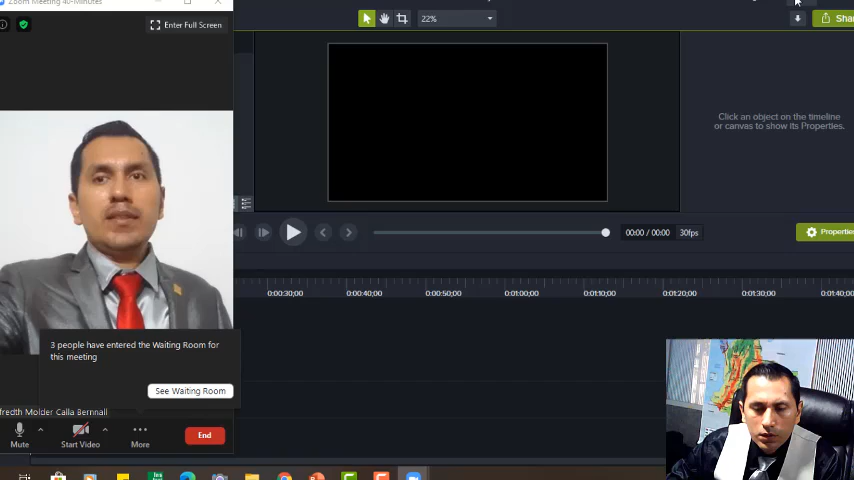 Zoom Meeting 40-Minutes
Enter Full Screen
22%
Shar
Click an object on the timeline
or canvas to show its Properties.
00:00 / 00:00
30fps
Properties
0:00:30;00
0:00:40;00
0:00:50;00
0:01:00;00
0:01:10;00
0:01:20;00
0:01:30;00
0:01:40;00
3 people have entered the Waiting Room for
this meeting
See Waiting Room
fredth Molder Calla Bernnall
Mute
Start Video
More
End